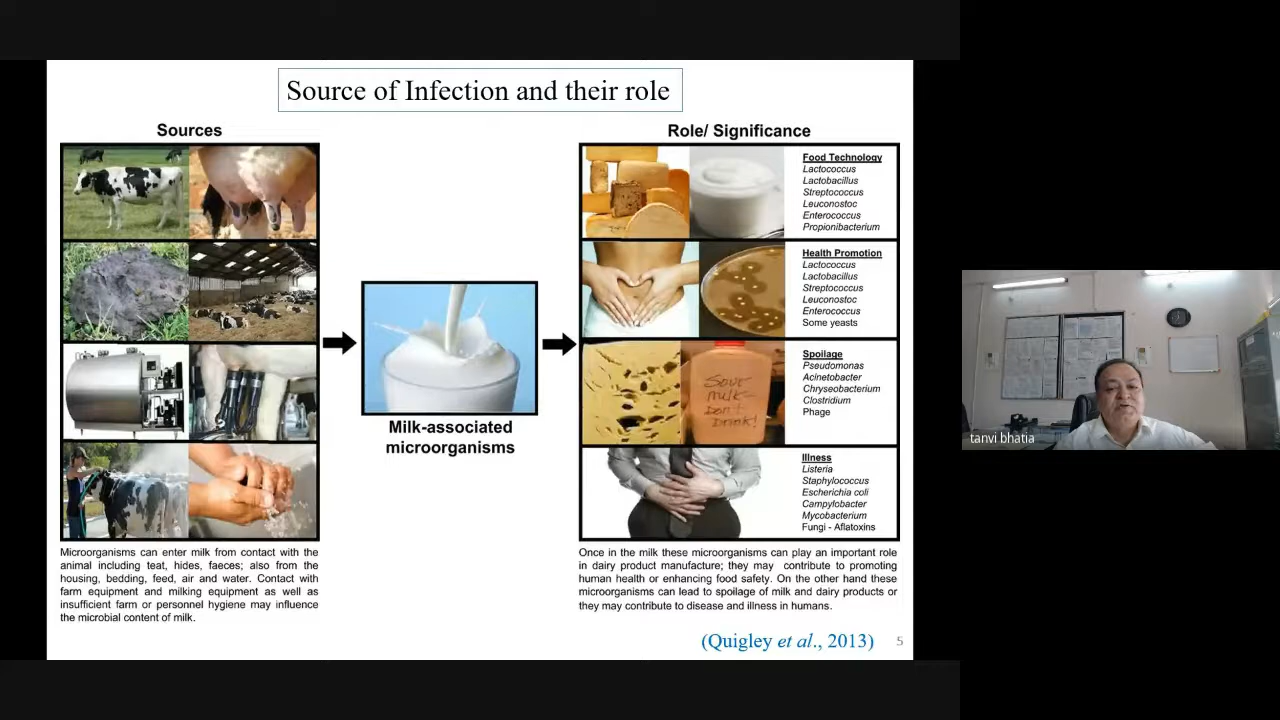 Source of Infection and their role
Sources
Role/ Significance
Food Technology
Lactococcus
Lactobacillus
Streptococcus
Leuconostoc
Enterococcus
Propionibacterium
Health Promotion
Lactococcus
Lactobacillus
Streptococcus
Leuconostoc
Enterococcus
Some yeasts
Milk-associated
microorganisms
Spoilage
Pseudomonas
Acinetobacter
Chryseobacterium
Clostridium
Phage
Sour
milk-
Don't
Drink!
Illness
Listeria
Staphylococcus
Escherichia coli
Campylobacter
Mycobacterium
Fungi - Aflatoxins
Microorganisms can enter milk from contact with the
animal including teat, hides, faeces; also from the
housing, bedding, feed, air and water. Contact with
farm equipment and milking equipment as well as
insufficient farm or personnel hygiene may influence
the microbial content of milk.
Once in the milk these microorganisms can play an important role
in dairy product manufacture; they may contribute to promoting
human health or enhancing food safety. On the other hand these
microorganisms can lead to spoilage of milk and dairy products or
they may contribute to disease and illness in humans.
(Quigley et al., 2013)
5
tanvi bhatia